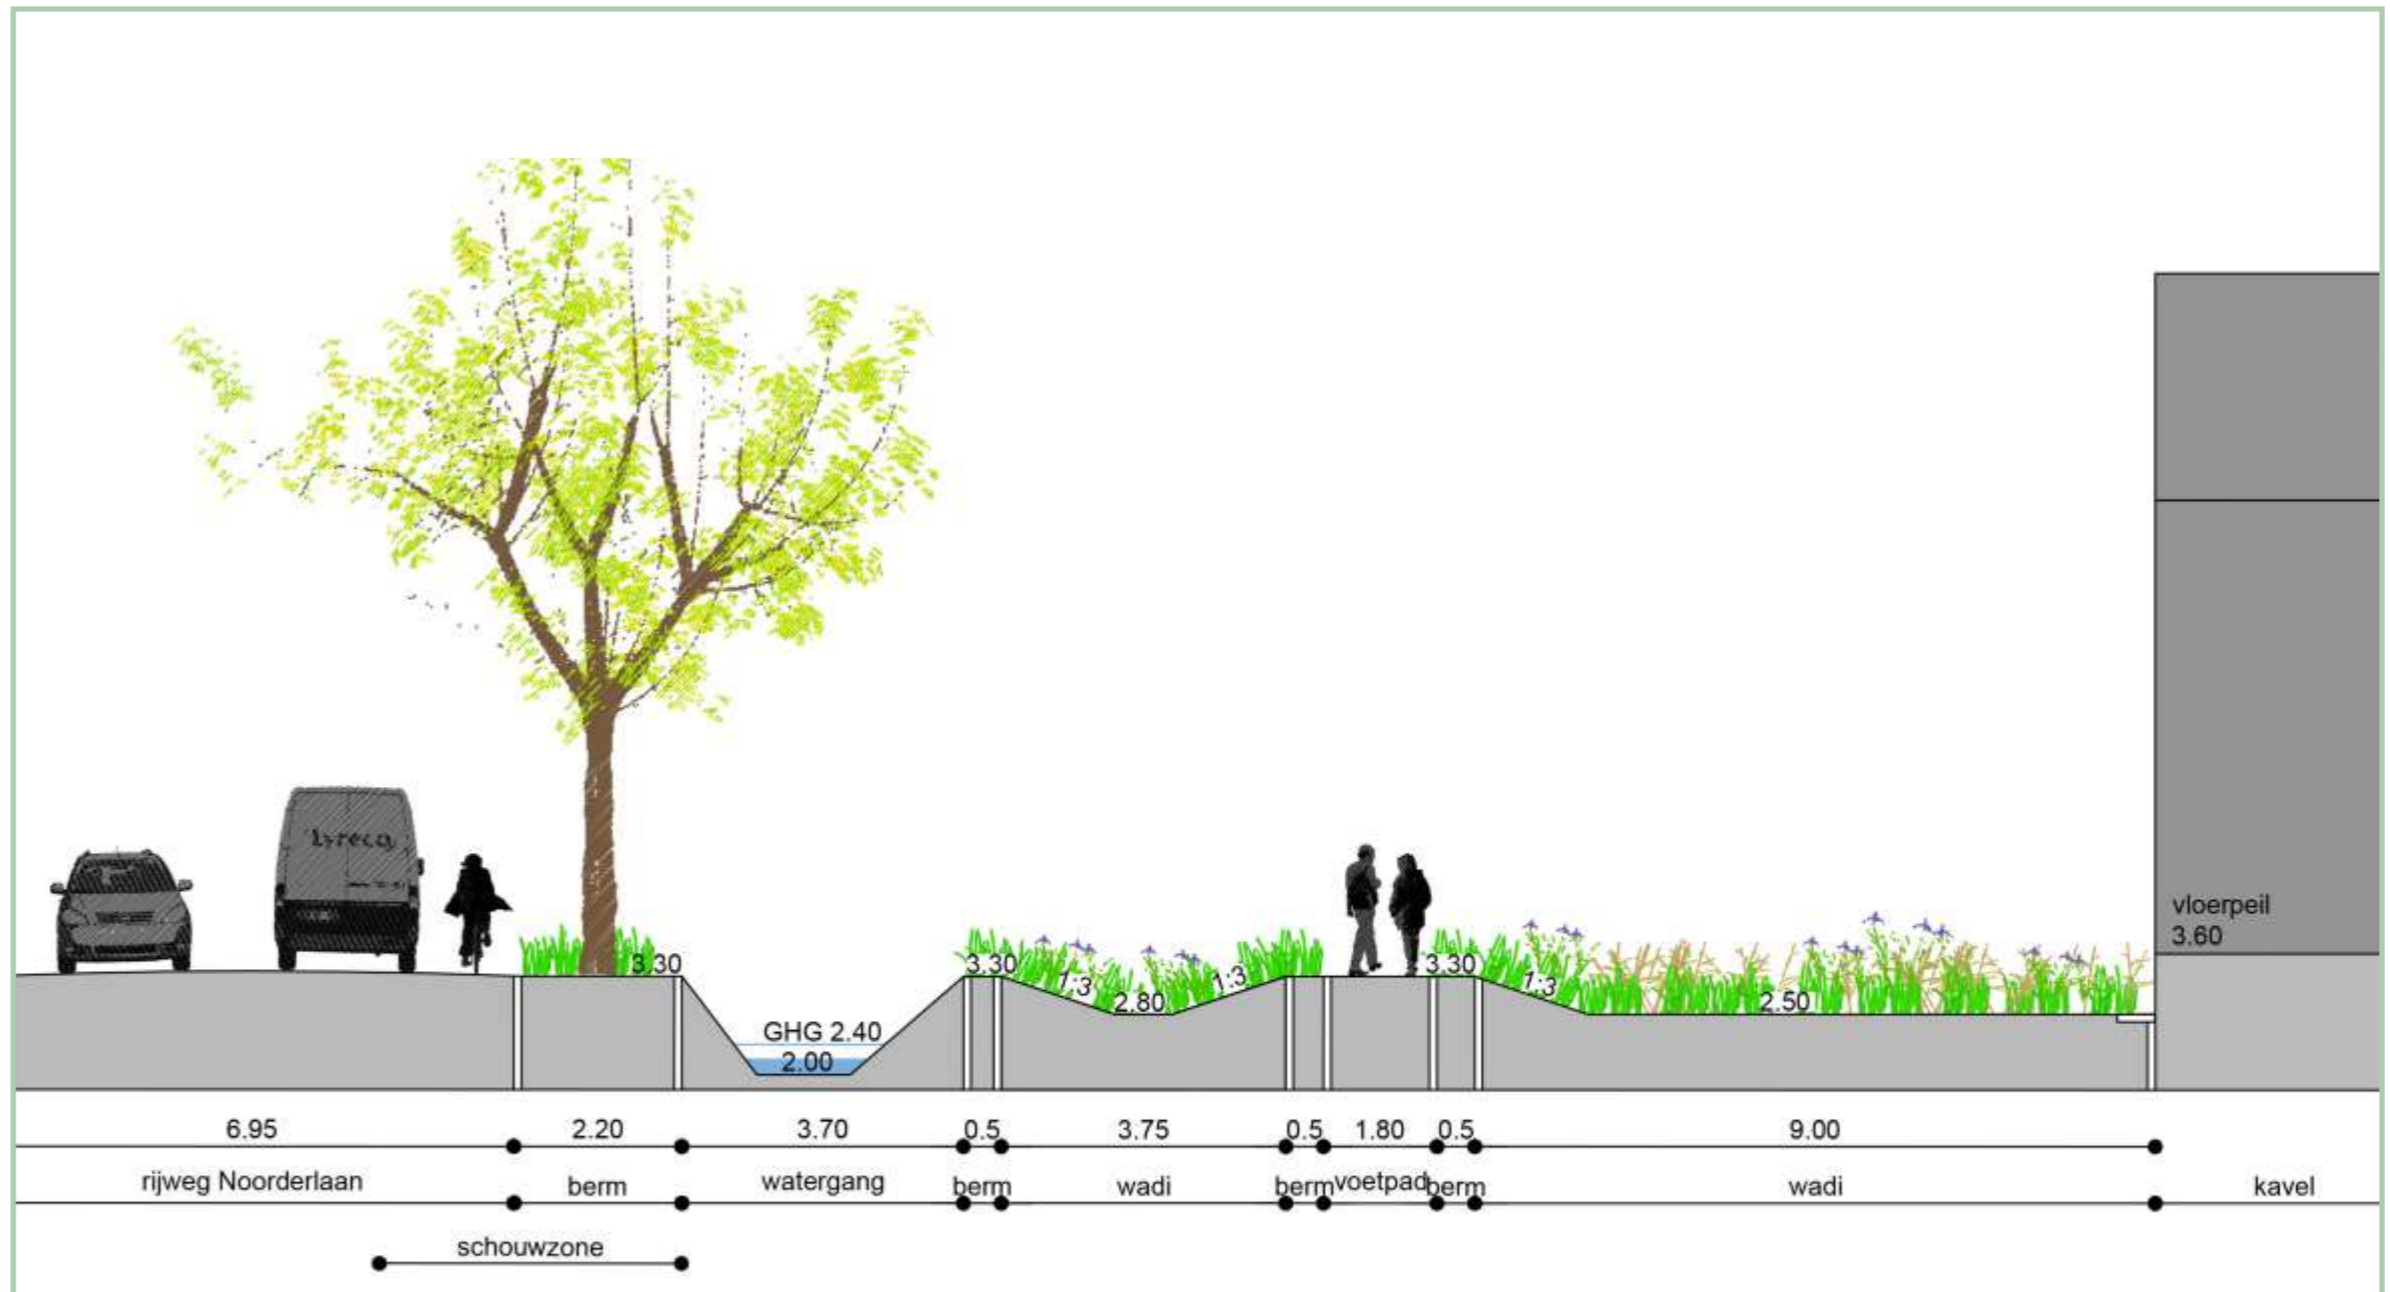 Lyreco
vloerpeil
3.60
3.30 3.30 3.30
1:3 1:3 1:3
2.80 2.50
GHG 2.40
2.00
6.95 2.20 3.70 0.5 3.75 0.5 1.80 0.5 9.00
rijweg Noorderlaan berm watergang berm wadi berm voetpad berm wadi kavel
schouwzone